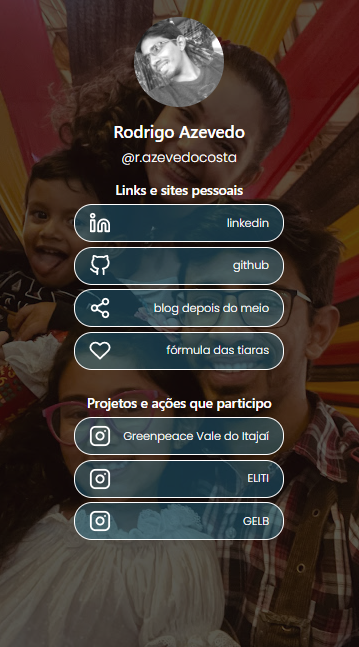 Rodrigo Azevedo
@r.azevedocosta
Links e sites pessoais
linkedin
github
blog depois do meio
fórmula das tiaras
Projetos e ações que participo
Greenpeace Vale do Itajaí
ELITI
GELB